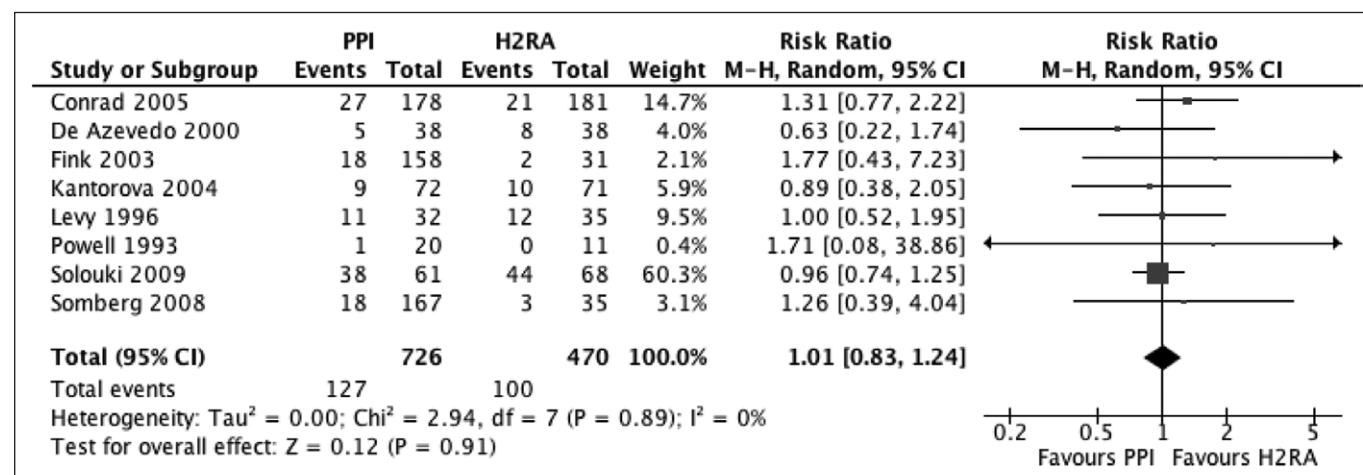 PPI H2RA Risk Ratio Risk Ratio
Study or Subgroup Events Total Events Total Weight M-H, Random, 95% CI M-H, Random, 95% CI
Conrad 2005 27 178 21 181 14.7% 1.31 [0.77, 2.22]
De Azevedo 2000 5 38 8 38 4.0% 0.63 [0.22, 1.74]
Fink 2003 18 158 2 31 2.1% 1.77 [0.43, 7.23]
Kantorova 2004 9 72 10 71 5.9% 0.89 [0.38, 2.05]
Levy 1996 11 32 12 35 9.5% 1.00 [0.52, 1.95]
Powell 1993 1 20 0 11 0.4% 1.71 [0.08, 38.86]
Solouki 2009 38 61 44 68 60.3% 0.96 [0.74, 1.25]
Somberg 2008 18 167 3 35 3.1% 1.26 [0.39, 4.04]
Total (95% CI) 726 470 100.0% 1.01 [0.83, 1.24]
Total events 127 100
Heterogeneity: Tau² = 0.00; Chi² = 2.94, df = 7 (P = 0.89); I² = 0%
Test for overall effect: Z = 0.12 (P = 0.91)
0.2 0.5 1 2 5
Favours PPI Favours H2RA